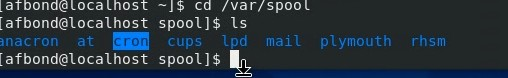 [afbond@localhost ~]$ cd /var/spool
[afbond@localhost spool]$ ls
anacron at cron cups lpd mail plymouth rhsm
[afbond@localhost spool]$